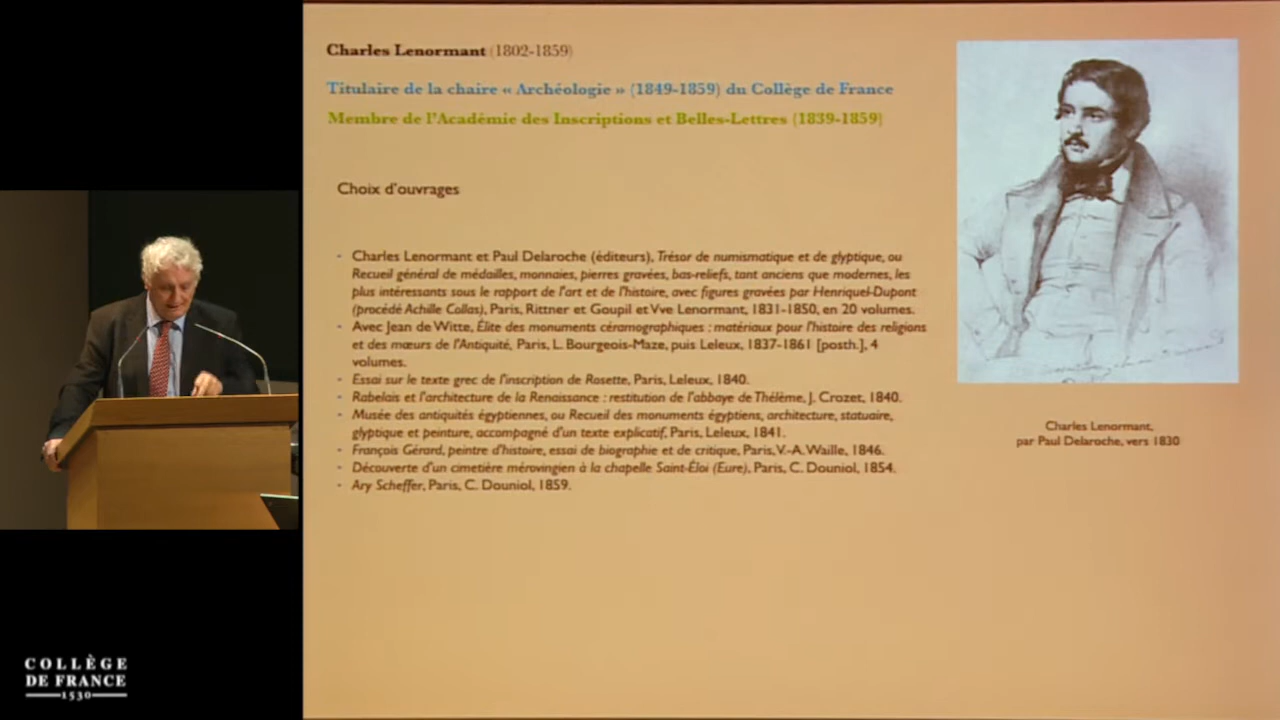 Charles Lenormant (1802-1859)
Titulaire de la chaire « Archéologie » (1849-1859) du Collège de France
Membre de l'Académie des Inscriptions et Belles-Lettres (1839-1859)
Choix d'ouvrages
- Charles Lenormant et Paul Delaroche (éditeurs), Trésor de numismatique et de glyptique, ou
Recueil général de médailles, monnaies, pierres gravées, bas-reliefs, tant anciens que modernes, les
plus intéressants sous le rapport de l'art et de l'histoire, avec figures gravées par Henriquel-Dupont
(procédé Achille Collas), Paris, Rittner et Goupil et Vve Lenormant, 1831-1850, en 20 volumes.
- Avec Jean de Witte, Élite des monuments céramographiques : matériaux pour l'histoire des religions
et des mœurs de l'Antiquité, Paris, L. Bourgeois-Maze, puis Leleux, 1837-1861 [posth.], 4
volumes.
- Essai sur le texte grec de l'inscription de Rosette, Paris, Leleux, 1840.
- Rabelais et l'architecture de la Renaissance : restitution de l'abbaye de Thélème, J. Crozet, 1840.
- Musée des antiquités égyptiennes, ou Recueil des monuments égyptiens, architecture, statuaire,
glyptique et peinture, accompagné d'un texte explicatif, Paris, Leleux, 1841.
- François Gérard, peintre d'histoire, essai de biographie et de critique, Paris, V.-A. Waille, 1846.
- Découverte d'un cimetière mérovingien à la chapelle Saint-Éloi (Eure), Paris, C. Douniol, 1854.
- Ary Scheffer, Paris, C. Douniol, 1859.
Charles Lenormant,
par Paul Delaroche, vers 1830
COLLÈGE
DE FRANCE
1530